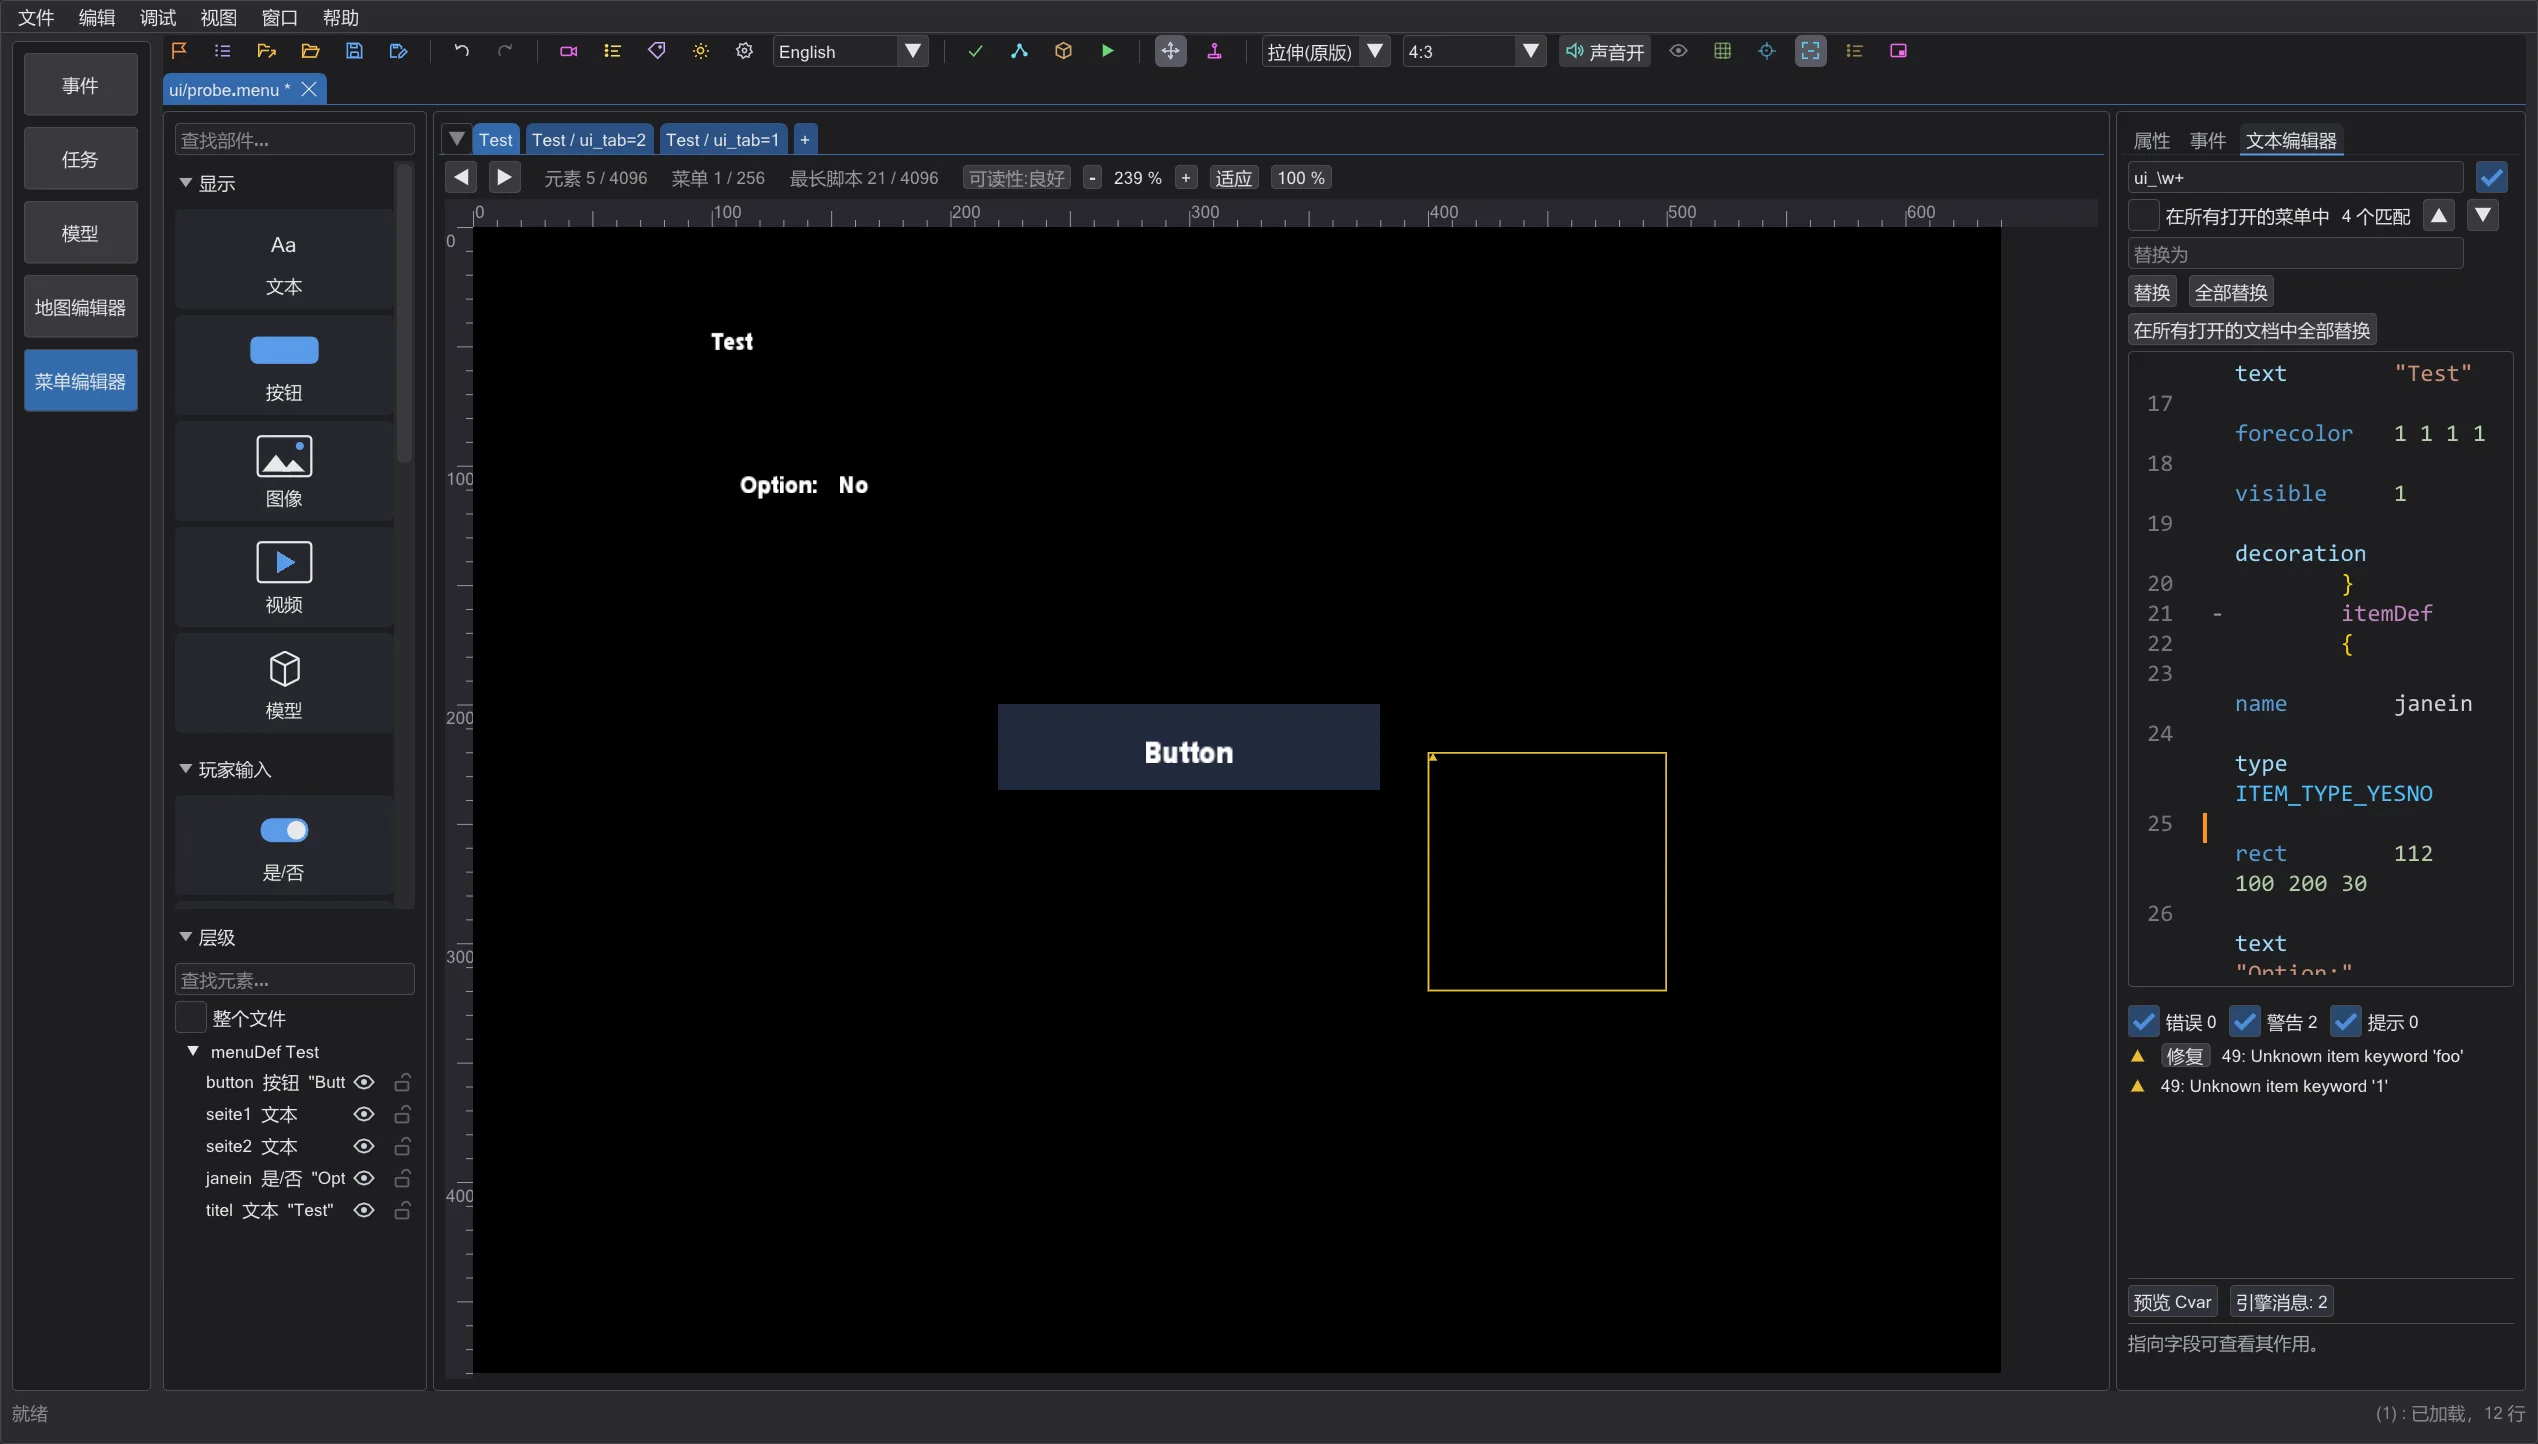 文件 编辑 调试 视图 窗口 帮助
English 拉伸(原版) 4:3 声音开
ui/probe.menu *
事件
任务
模型
地图编辑器
菜单编辑器
查找部件...
显示
Aa
文本
按钮
图像
视频
模型
玩家输入
是/否
层级
查找元素...
整个文件
menuDef Test
button 按钮 "Butt
seite1 文本
seite2 文本
janein 是/否 "Opt
titel 文本 "Test"
Test Test / ui_tab=2 Test / ui_tab=1 +
元素 5 / 4096 菜单 1 / 256 最长脚本 21 / 4096 可读性:良好 - 239 % + 适应 100 %
0 100 200 300 400 500 600
0
100
200
300
400
Test
Option: No
Button
属性 事件 文本编辑器
ui_\w+
在所有打开的菜单中 4 个匹配
替换为
替换 全部替换
在所有打开的文档中全部替换
text "Test"
17
forecolor 1 1 1 1
18
visible 1
19
decoration
20 }
21 - itemDef
22 {
23
name janein
24
type
ITEM_TYPE_YESNO
25
rect 112
100 200 30
26
text
"Option:"
错误 0 警告 2 提示 0
修复 49: Unknown item keyword 'foo'
49: Unknown item keyword '1'
预览 Cvar 引擎消息: 2
指向字段可查看其作用。
就绪
(1) : 已加载，12 行